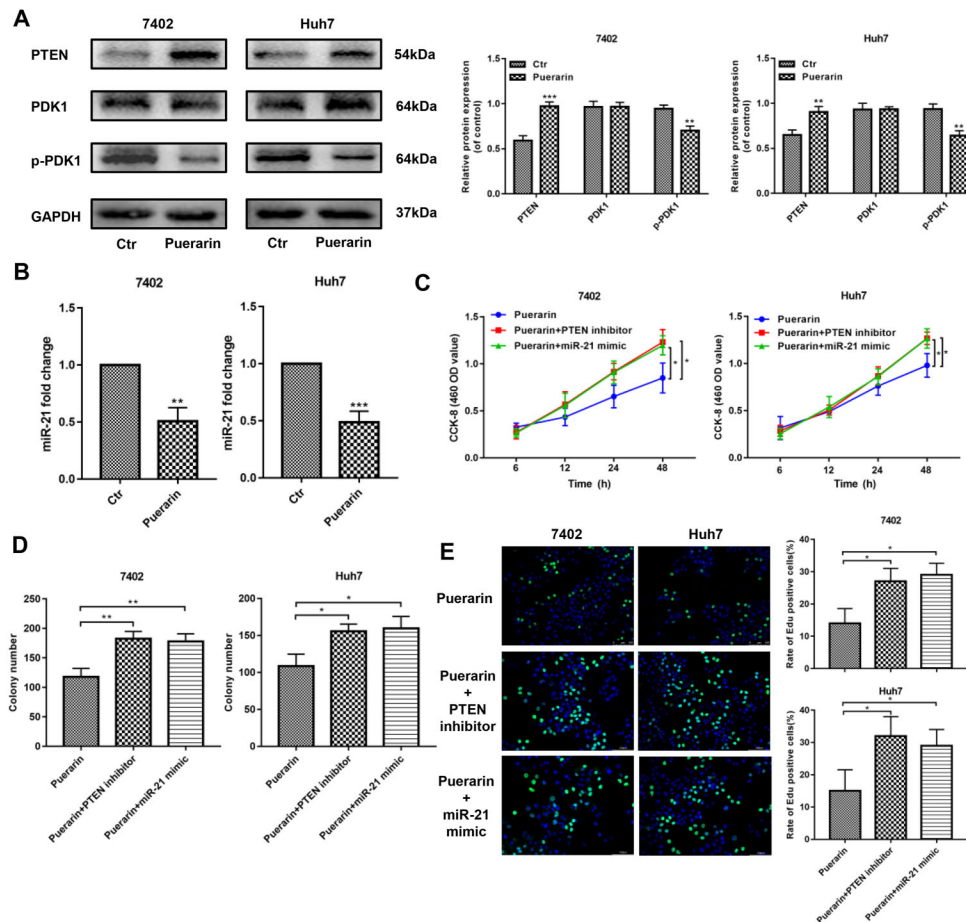 A
7402
Huh7
PTEN
54kDa
PDK1
64kDa
p-PDK1
64kDa
GAPDH
37kDa
Ctr
Puerarin
Ctr
Puerarin
7402
Relative protein expression
(of control)
1.5
1.0
0.5
0.0
Ctr
Puerarin
***
**
PTEN
PDK1
p-PDK1
Huh7
Relative protein expression
(of control)
1.5
1.0
0.5
0.0
Ctr
Puerarin
**
**
PTEN
PDK1
p-PDK1
B
7402
miR-21 fold change
1.5
1.0
0.5
0.0
**
Ctr
Puerarin
Huh7
miR-21 fold change
1.5
1.0
0.5
0.0
***
Ctr
Puerarin
C
7402
CCK-8 (460 OD value)
1.5
1.0
0.5
0.0
Puerarin
Puerarin+PTEN inhibitor
Puerarin+miR-21 mimic
*
*
6
12
24
48
Time (h)
Huh7
CCK-8 (460 OD value)
1.5
1.0
0.5
0.0
Puerarin
Puerarin+PTEN inhibitor
Puerarin+miR-21 mimic
*
*
6
12
24
48
Time (h)
D
7402
Colony number
250
200
150
100
50
0
**
**
Puerarin
Puerarin+PTEN inhibitor
Puerarin+miR-21 mimic
Huh7
Colony number
250
200
150
100
50
0
*
*
Puerarin
Puerarin+PTEN inhibitor
Puerarin+miR-21 mimic
E
7402
Huh7
Puerarin
Puerarin
+
PTEN
inhibitor
Puerarin
+
miR-21
mimic
7402
Rate of Edu positive cells(%)
40
30
20
10
0
*
*
Huh7
Rate of Edu positive cells(%)
40
30
20
10
0
*
*
Puerarin
Puerarin+PTEN inhibitor
Puerarin+miR-21 mimic